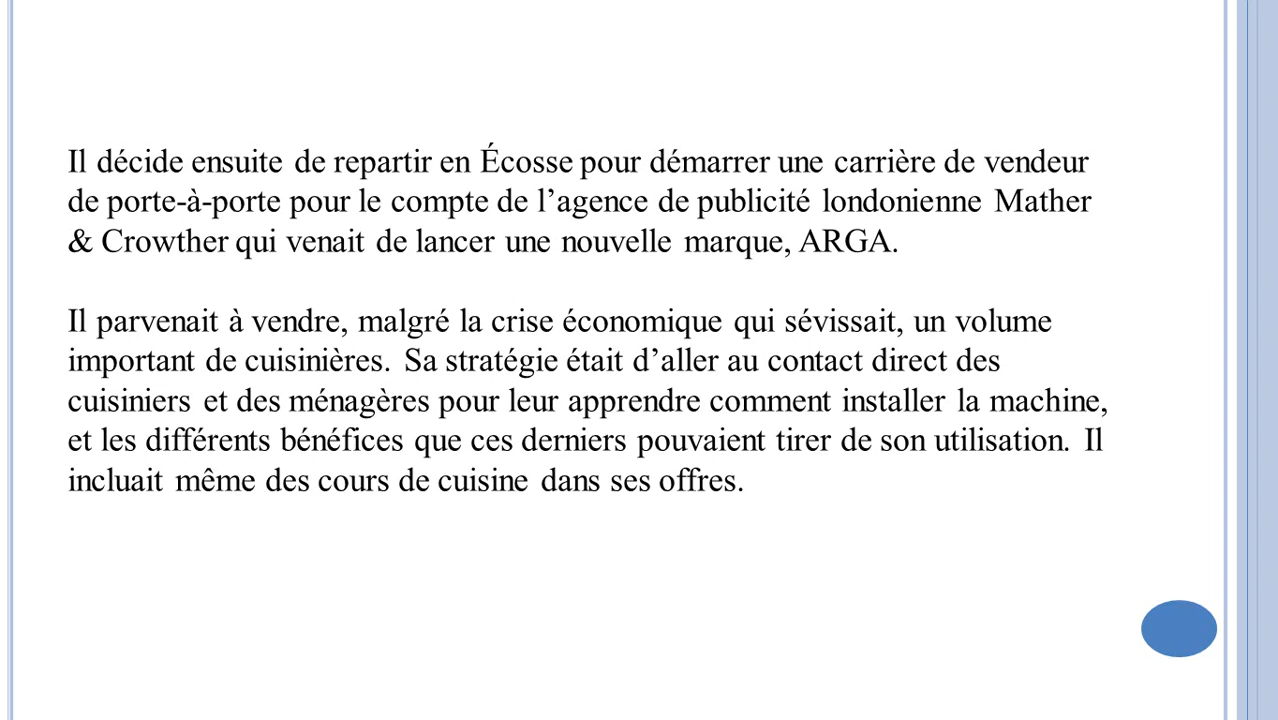 Il décide ensuite de repartir en Écosse pour démarrer une carrière de vendeur
de porte-à-porte pour le compte de l’agence de publicité londonienne Mather
& Crowther qui venait de lancer une nouvelle marque, ARGA.
Il parvenait à vendre, malgré la crise économique qui sévissait, un volume
important de cuisinières. Sa stratégie était d’aller au contact direct des
cuisiniers et des ménagères pour leur apprendre comment installer la machine,
et les différents bénéfices que ces derniers pouvaient tirer de son utilisation. Il
incluait même des cours de cuisine dans ses offres.